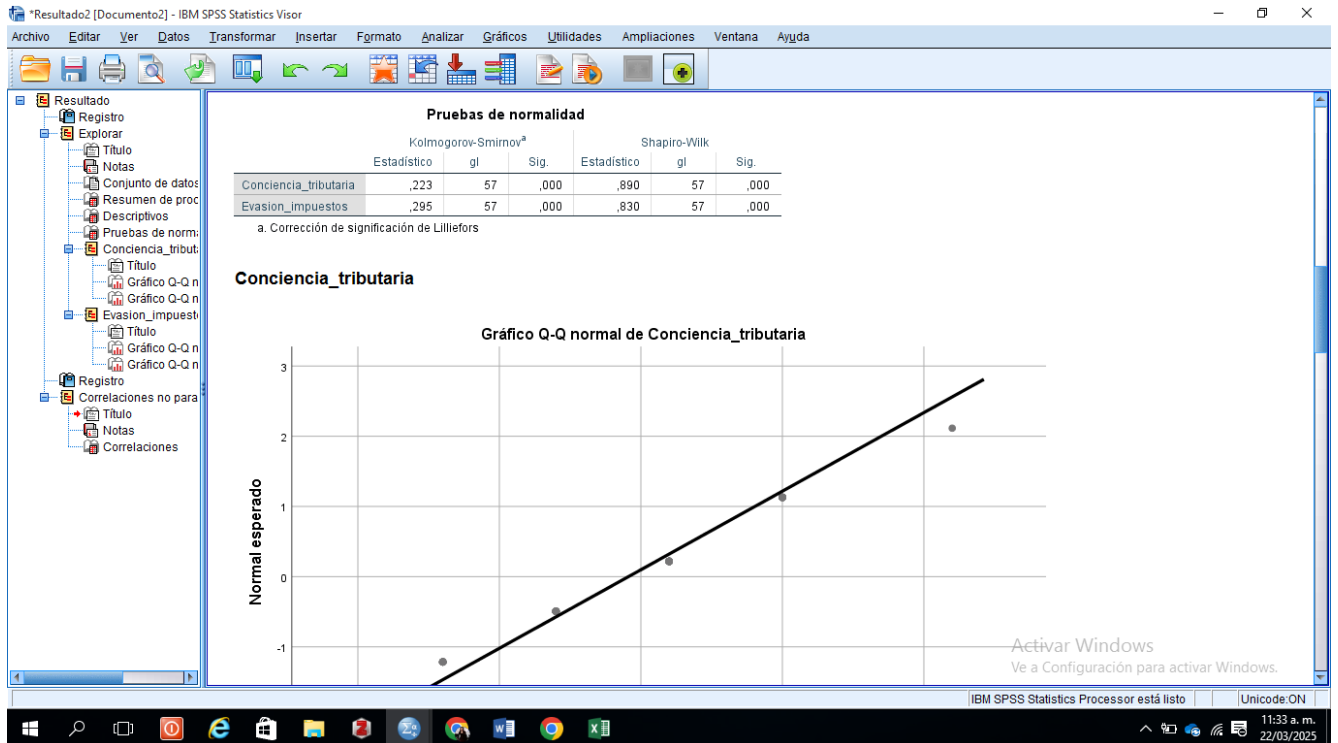 *Resultado2 [Documento2] - IBM SPSS Statistics Visor
Archivo Editar Ver Datos Transformar Insertar Formato Analizar Gráficos Utilidades Ampliaciones Ventana Ayuda
Resultado
Registro
Explorar
Título
Notas
Conjunto de datos
Resumen de proc
Descriptivos
Pruebas de norma
Conciencia_tributa
Título
Gráfico Q-Q n
Gráfico Q-Q n
Evasion_impuesto
Título
Gráfico Q-Q n
Gráfico Q-Q n
Registro
Correlaciones no para
Título
Notas
Correlaciones
Pruebas de normalidad
Kolmogorov-Smirnovª Shapiro-Wilk
Estadístico gl Sig. Estadístico gl Sig.
Conciencia_tributaria ,223 57 ,000 ,890 57 ,000
Evasion_impuestos ,295 57 ,000 ,830 57 ,000
a. Corrección de significación de Lilliefors
Conciencia_tributaria
Gráfico Q-Q normal de Conciencia_tributaria
Normal esperado
3
2
1
0
-1
Activar Windows
Ve a Configuración para activar Windows.
IBM SPSS Statistics Processor está listo Unicode:ON
11:33 a. m.
22/03/2025